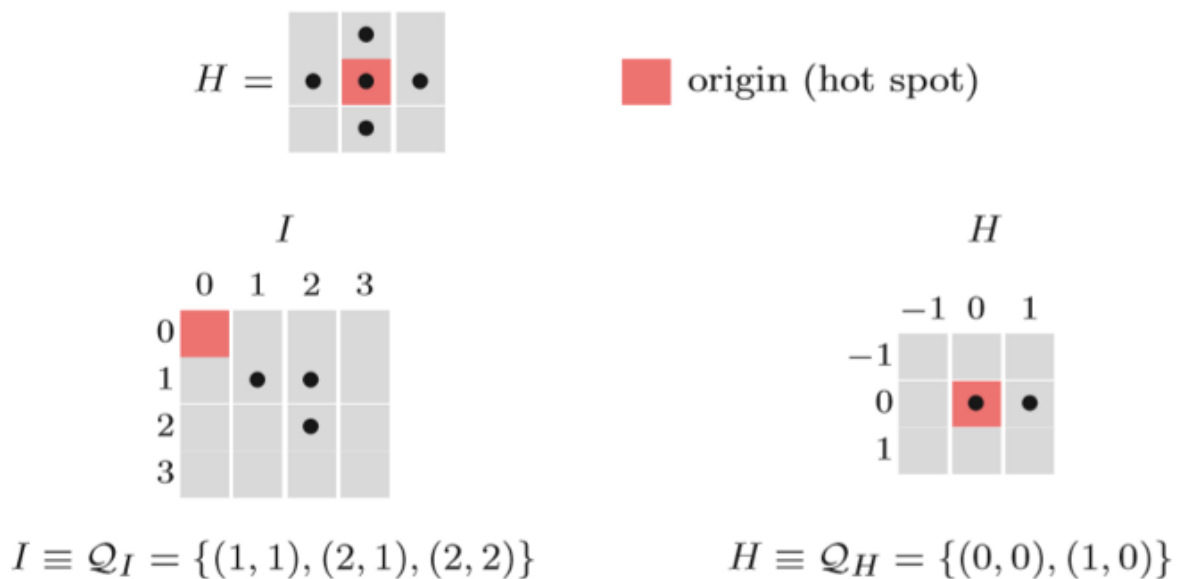 H =
origin (hot spot)
I
H
0 1 2 3
−1 0 1
0
1
2
3
−1
0
1
I ≡ 𝒬_I = {(1, 1), (2, 1), (2, 2)}
H ≡ 𝒬_H = {(0, 0), (1, 0)}